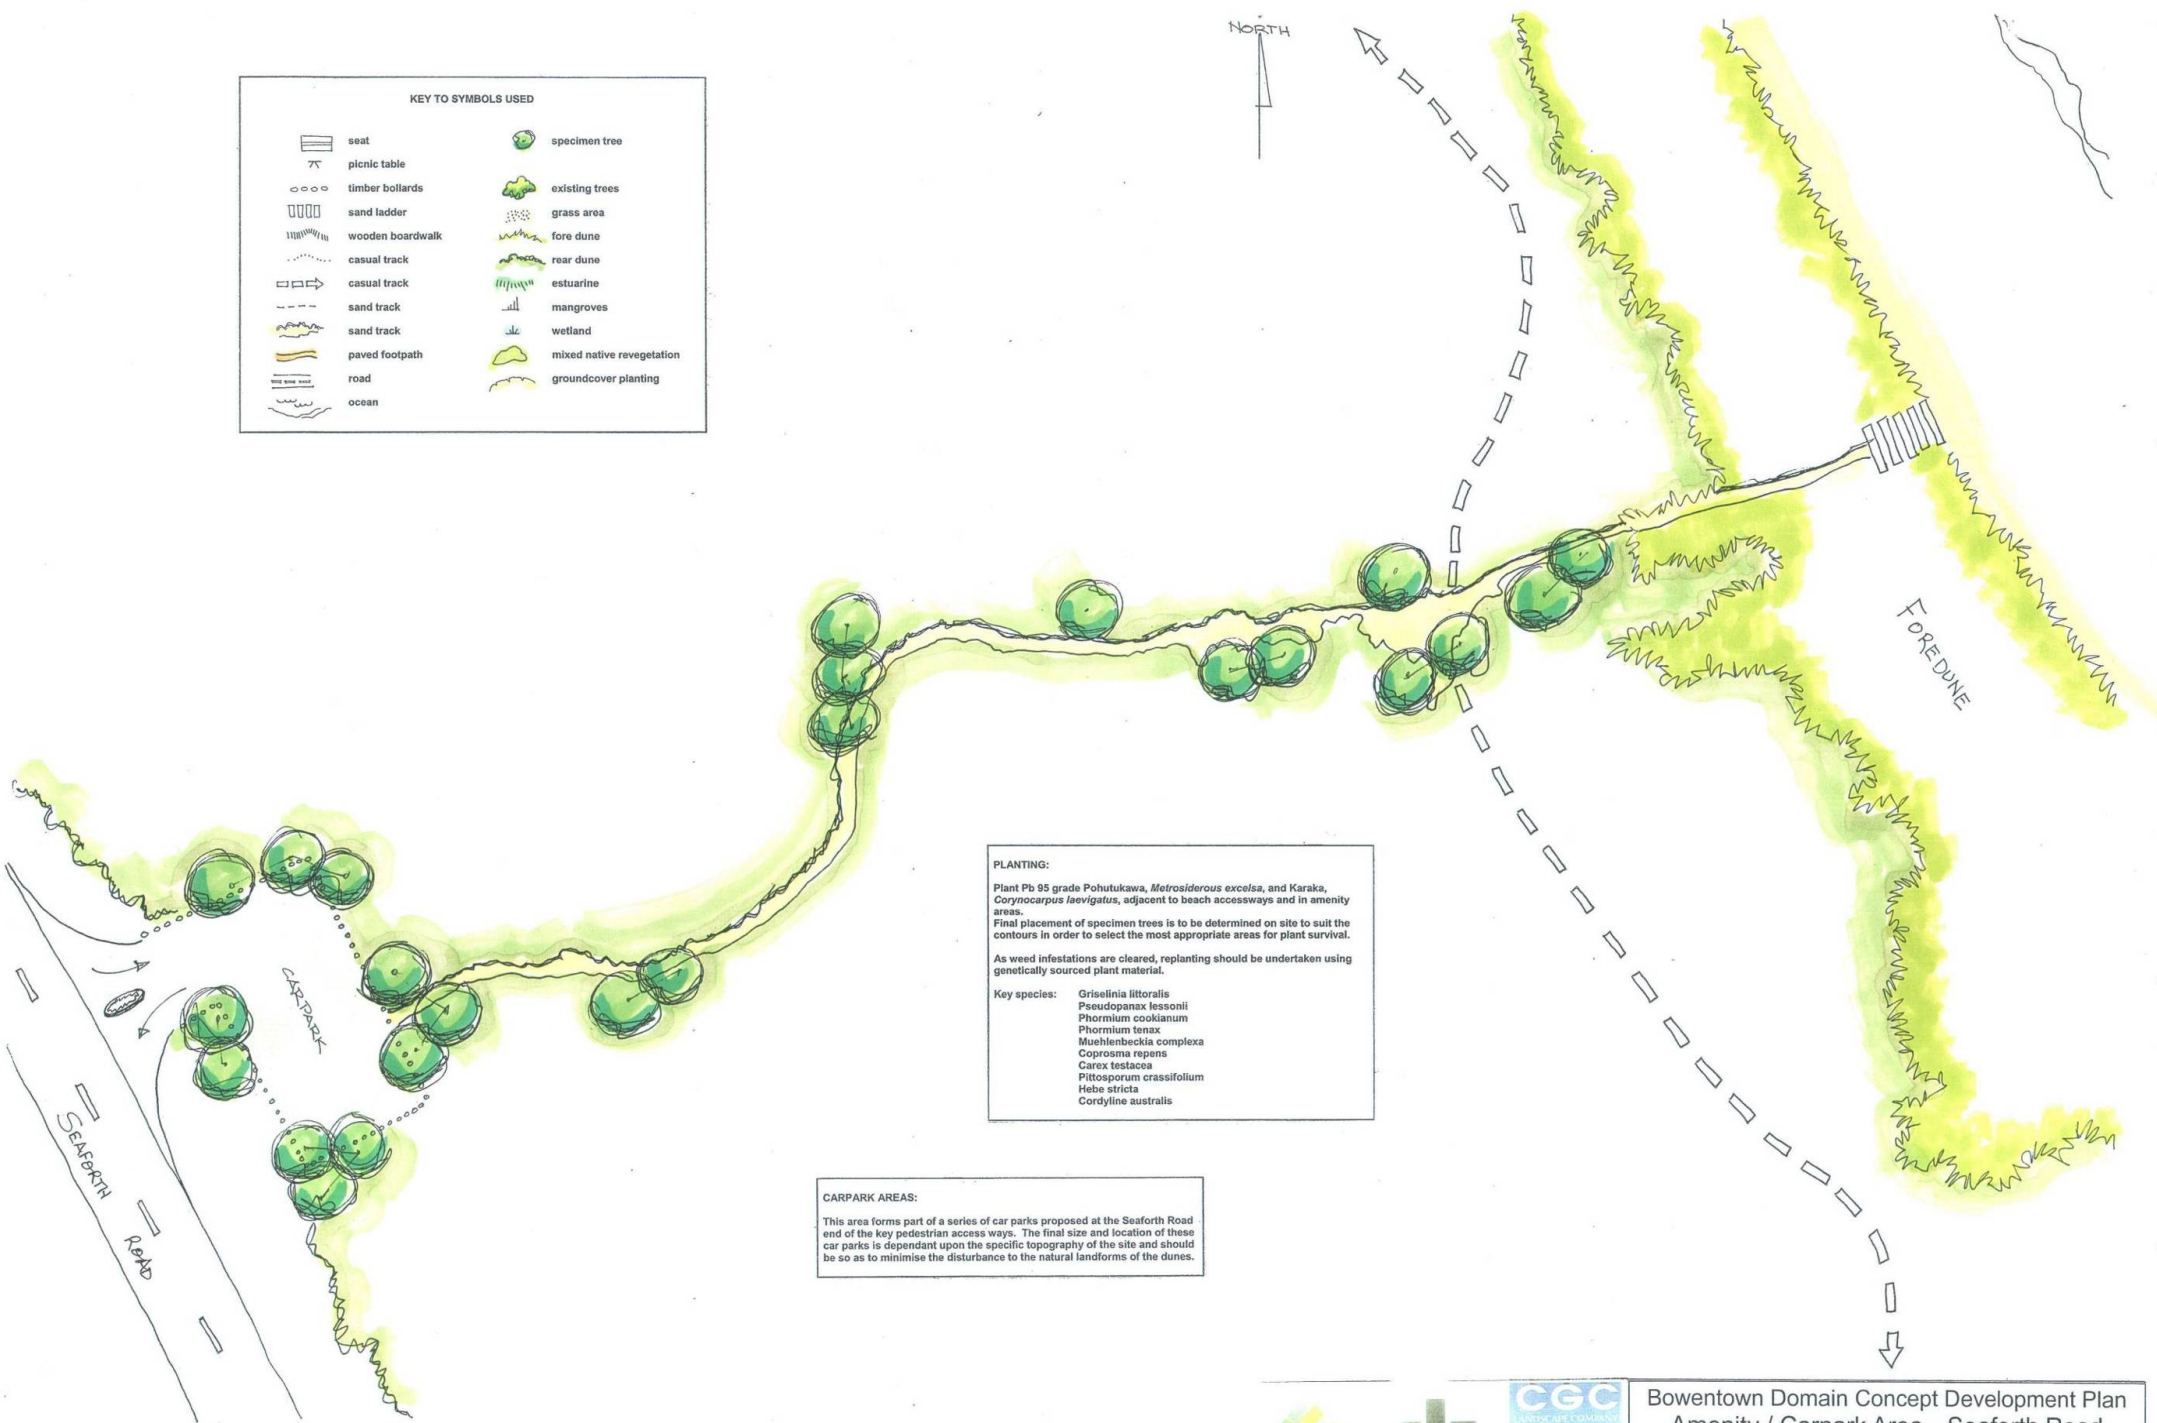 NORTH
KEY TO SYMBOLS USED
seat
picnic table
timber bollards
sand ladder
wooden boardwalk
casual track
casual track
sand track
sand track
paved footpath
road
ocean
specimen tree
existing trees
grass area
fore dune
rear dune
estuarine
mangroves
wetland
mixed native revegetation
groundcover planting
FOREDUNE
CARPARK
SEAFORTH ROAD
PLANTING:
Plant Pb 95 grade Pohutukawa, Metrosiderous excelsa, and Karaka,
Corynocarpus laevigatus, adjacent to beach accessways and in amenity
areas.
Final placement of specimen trees is to be determined on site to suit the
contours in order to select the most appropriate areas for plant survival.
As weed infestations are cleared, replanting should be undertaken using
genetically sourced plant material.
Key species: Griselinia littoralis
Pseudopanax lessonii
Phormium cookianum
Phormium tenax
Muehlenbeckia complexa
Coprosma repens
Carex testacea
Pittosporum crassifolium
Hebe stricta
Cordyline australis
CARPARK AREAS:
This area forms part of a series of car parks proposed at the Seaforth Road
end of the key pedestrian access ways. The final size and location of these
car parks is dependant upon the specific topography of the site and should
be so as to minimise the disturbance to the natural landforms of the dunes.
CGC
LANDSCAPE COMPANY
Bowentown Domain Concept Development Plan
Amenity / Carpark Area - Seaforth Road